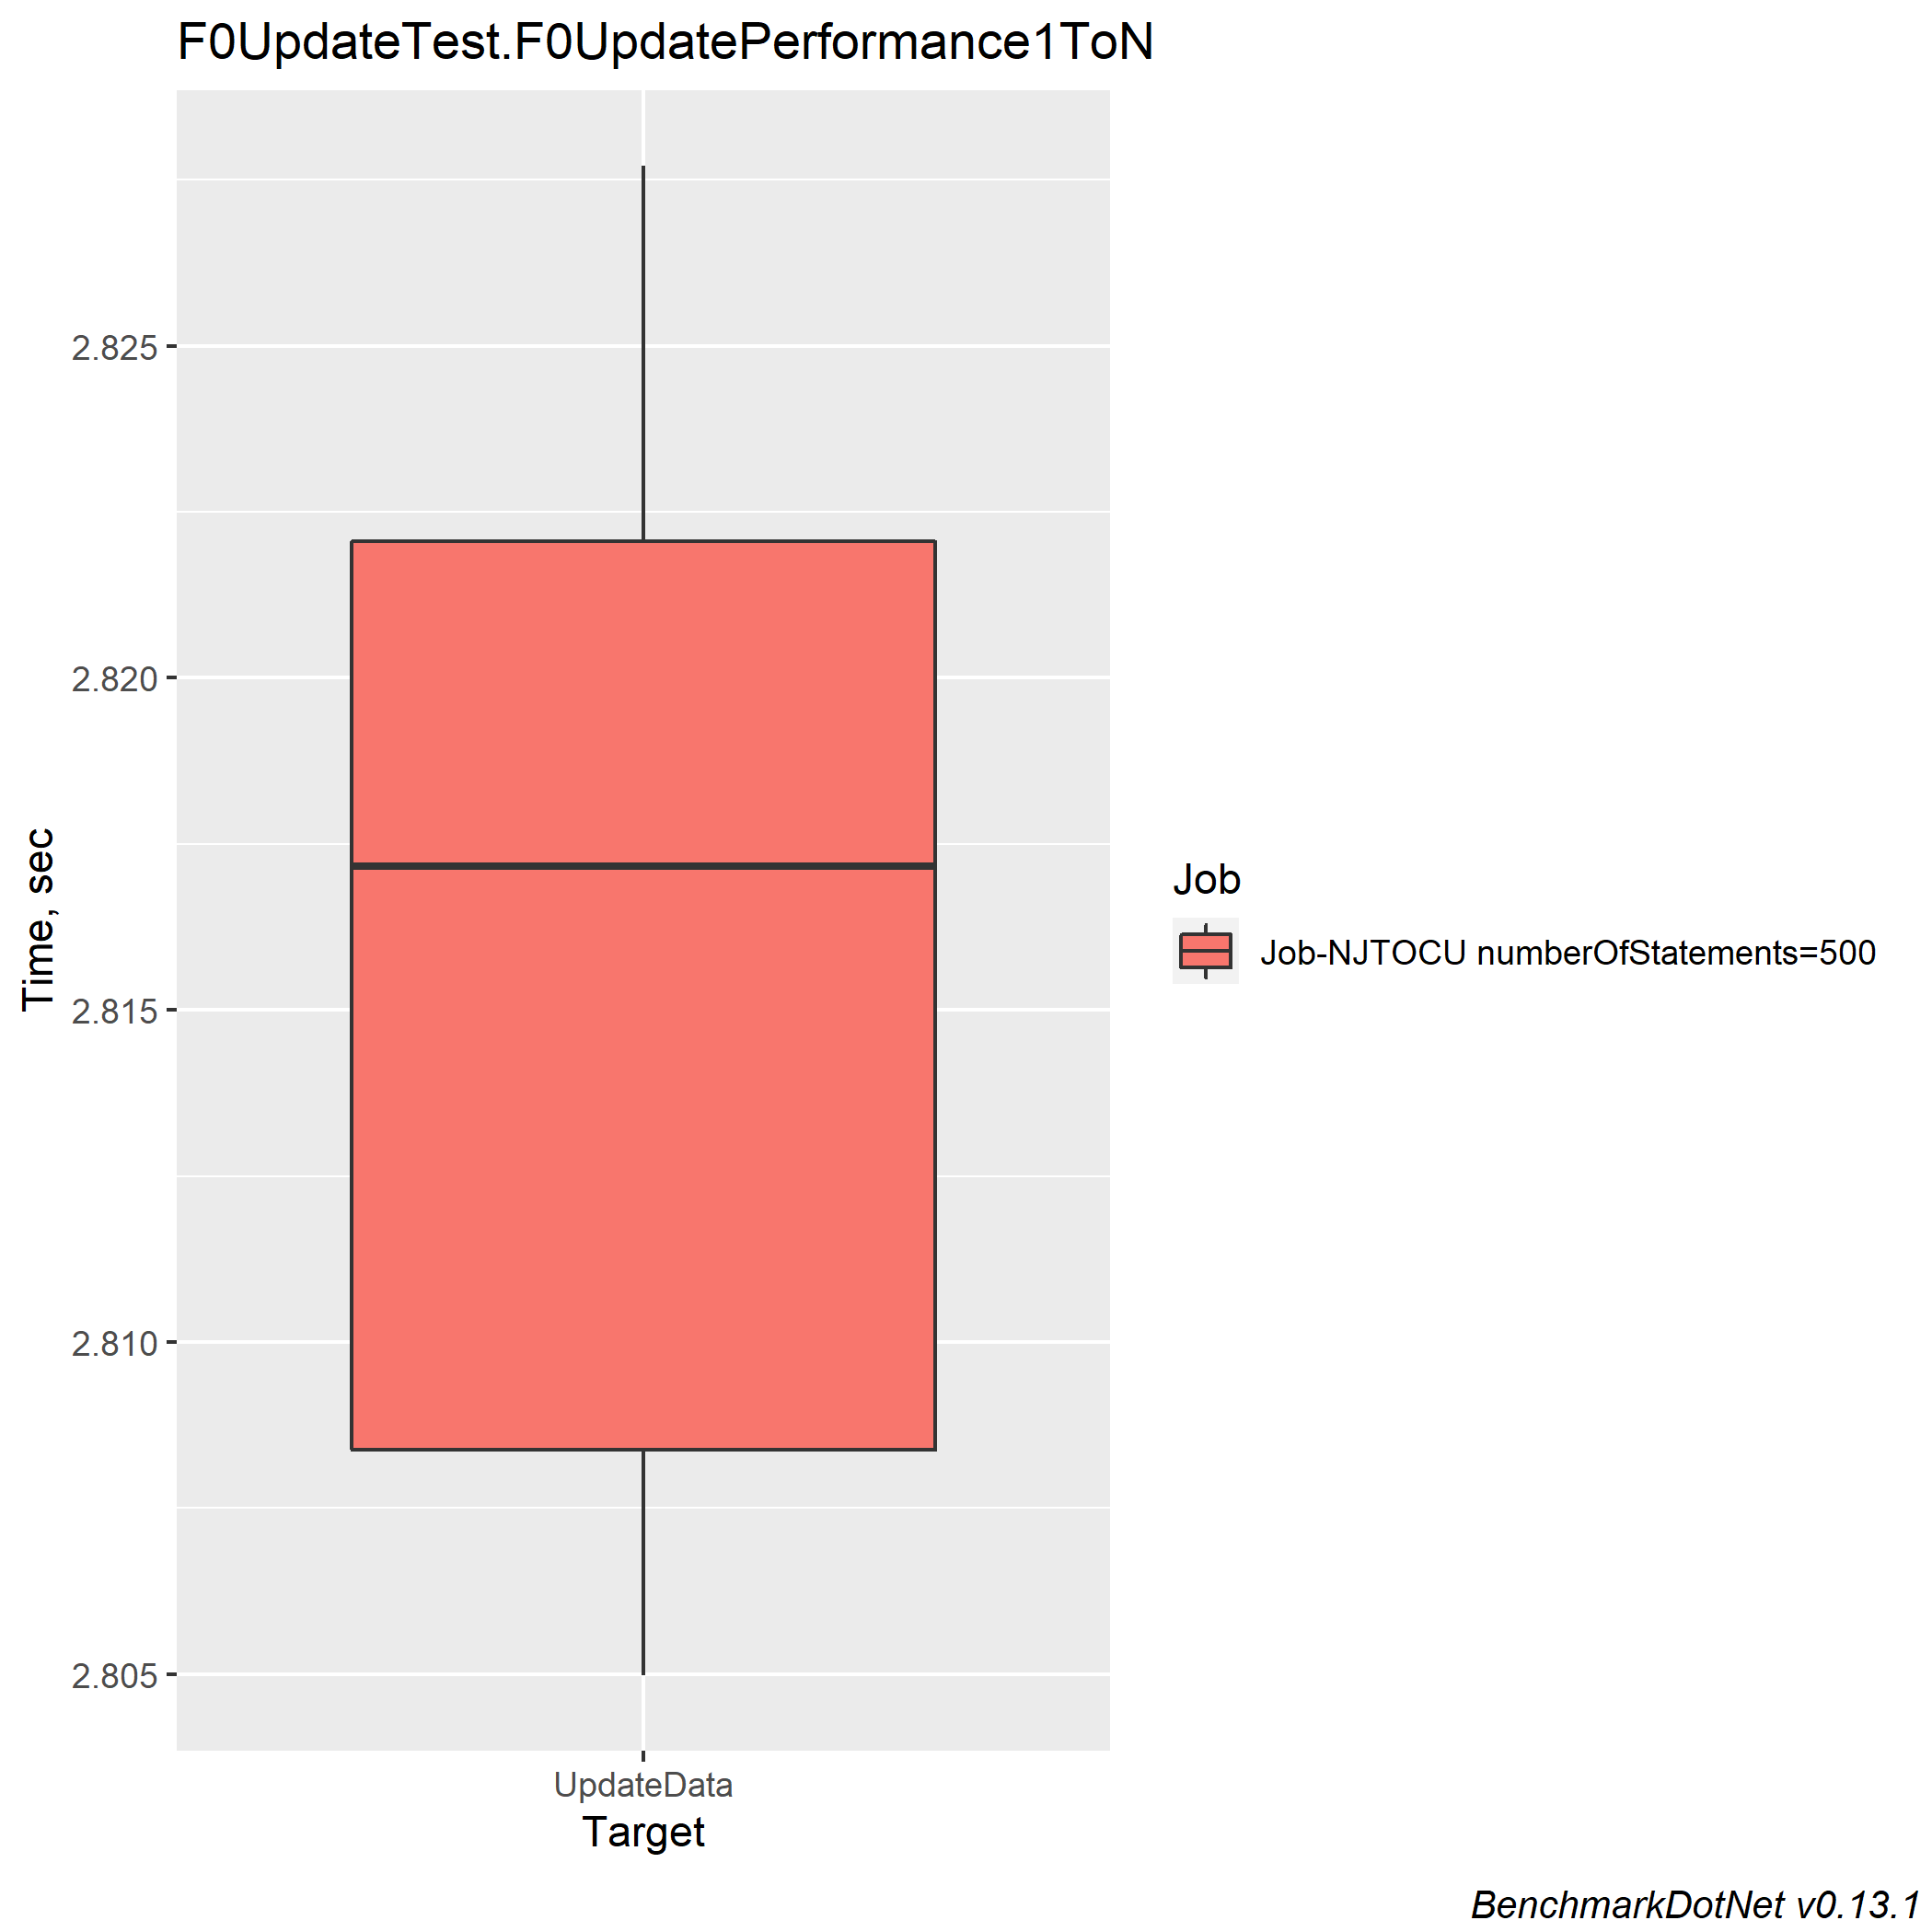 F0UpdateTest.F0UpdatePerformance1ToN
Time, sec
2.825
2.820
2.815
2.810
2.805
UpdateData
Target
Job
Job-NJTOCU numberOfStatements=500
BenchmarkDotNet v0.13.1